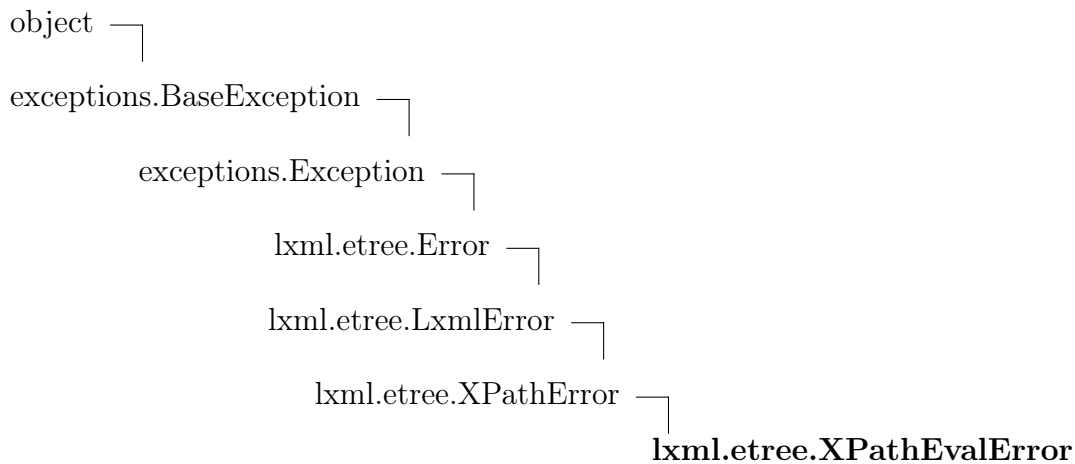 object
exceptions.BaseException
exceptions.Exception
lxml.etree.Error
lxml.etree.LxmlError
lxml.etree.XPathError
lxml.etree.XPathEvalError